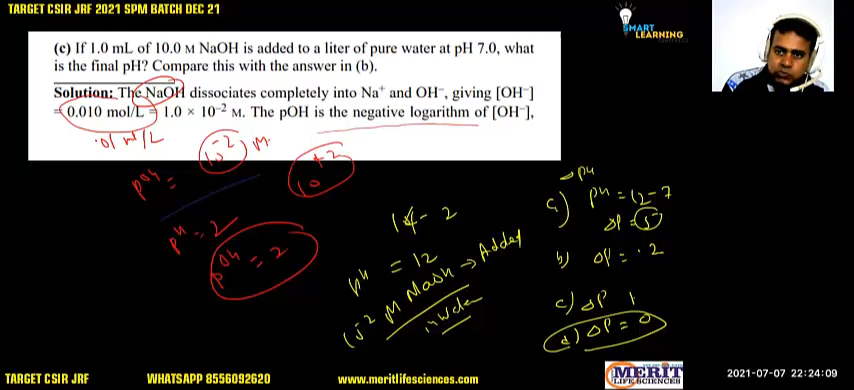 TARGET CSIR JRF 2021 SPM BATCH DEC 21
SMART
LEARNING
(c) If 1.0 mL of 10.0 M NaOH is added to a liter of pure water at pH 7.0, what
is the final pH? Compare this with the answer in (b).
Solution: The NaOH dissociates completely into Na⁺ and OH⁻, giving [OH⁻]
= 0.010 mol/L = 1.0 × 10⁻² M. The pOH is the negative logarithm of [OH⁻],
pOH =
10⁻² M.
10⁺²
pH = 2
pOH = 2
14 - 2
pH = 12
10⁻² M NaOH → Added
in water
ΔpH
pH = 12-7
b) ΔP = .2
c) ΔP 1
d) ΔP = 0
TARGET CSIR JRF
WHATSAPP 8556092620
www.meritlifesciences.com
MERIT
LIFE SCIENCES
2021-07-07 22:24:09